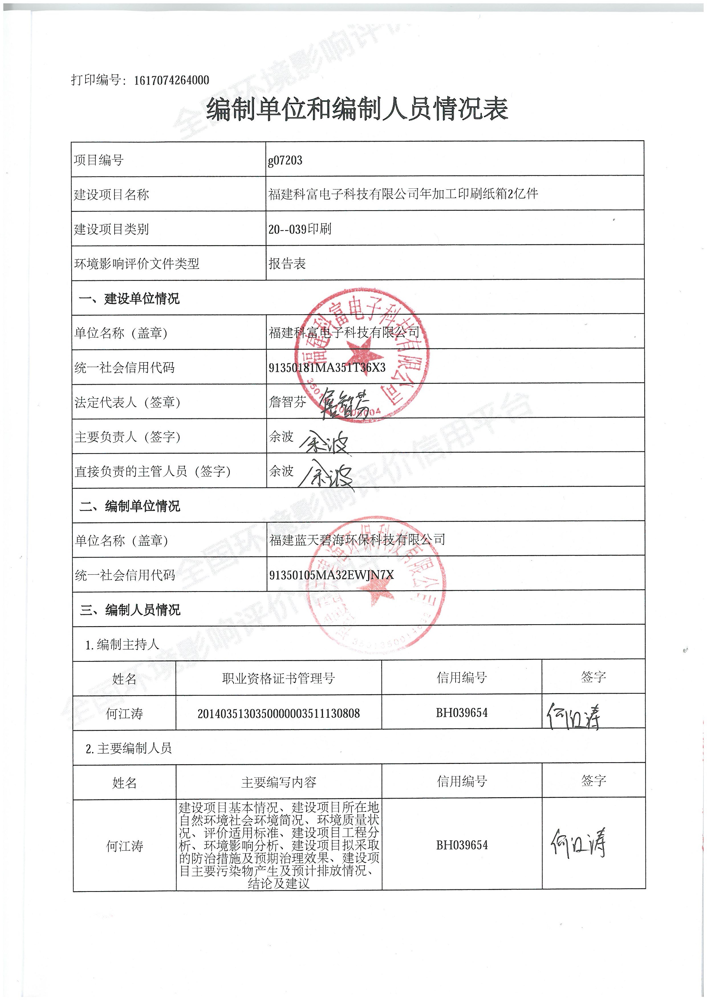 打印编号：1617074264000
编制单位和编制人员情况表
项目编号 g07203
建设项目名称 福建科富电子科技有限公司年加工印刷纸箱2亿件
建设项目类别 20--039印刷
环境影响评价文件类型 报告表
一、建设单位情况
单位名称（盖章） 福建科富电子科技有限公司
统一社会信用代码 91350181MA351T36X3
法定代表人（签章） 詹智芬 詹智芬
主要负责人（签字） 余波 余波
直接负责的主管人员（签字） 余波 余波
二、编制单位情况
单位名称（盖章） 福建蓝天碧海环保科技有限公司
统一社会信用代码 91350105MA32EWJN7X
三、编制人员情况
1.编制主持人
姓名 职业资格证书管理号 信用编号 签字
何江涛 2014035130350000003511130808 BH039654 何江涛
2.主要编制人员
姓名 主要编写内容 信用编号 签字
建设项目基本情况、建设项目所在地
自然环境社会环境简况、环境质量状
况、评价适用标准、建设项目工程分
何江涛 析、环境影响分析、建设项目拟采取 BH039654 何江涛
的防治措施及预期治理效果、建设项
目主要污染物产生及预计排放情况、
结论及建议
福建科富电子科技有限公司
全国环境影响评价信用平台